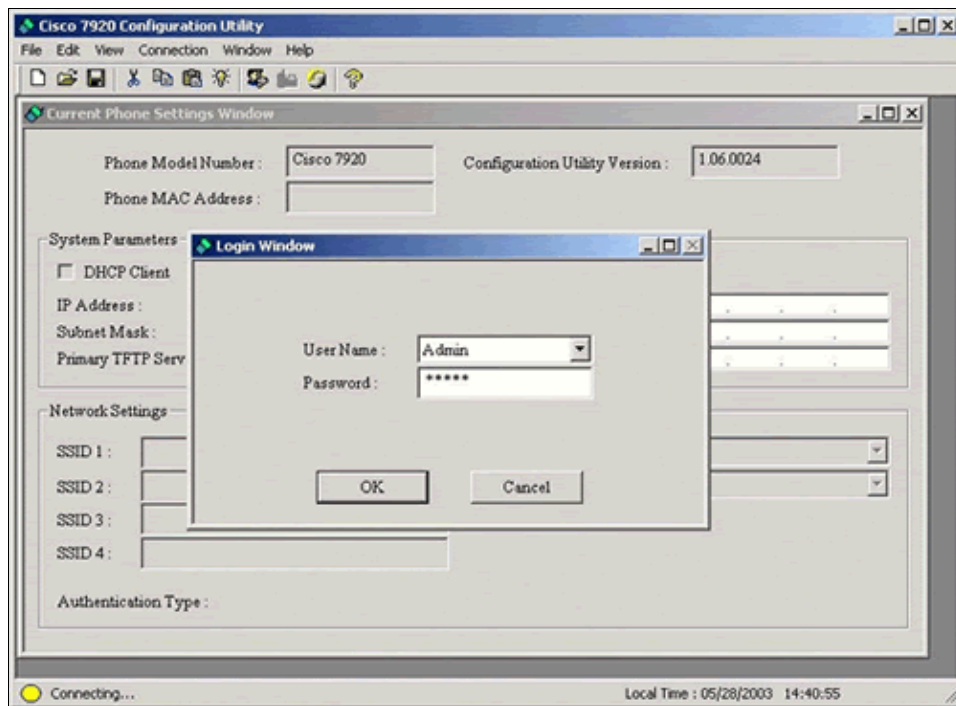 Cisco 7920 Configuration Utility
File Edit View Connection Window Help
Current Phone Settings Window
Phone Model Number : Cisco 7920 Configuration Utility Version : 1.06.0024
Phone MAC Address :
System Parameters
Login Window
DHCP Client
IP Address :
Subnet Mask :
Primary TFTP Serv
User Name : Admin
Password : *****
Network Settings
SSID 1 :
SSID 2 :
OK Cancel
SSID 3 :
SSID 4 :
Authentication Type :
Connecting... Local Time : 05/28/2003 14:40:55